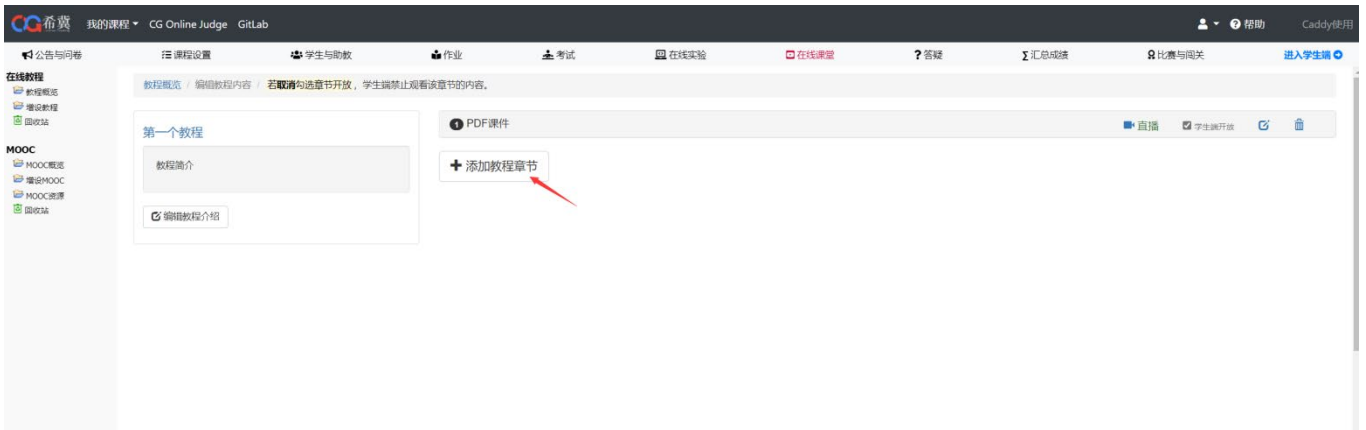 CG希冀 我的课程 CG Online Judge GitLab 帮助 Caddy使用
公告与问卷 课程设置 学生与助教 作业 考试 在线实验 在线课堂 答疑 ∑汇总成绩 比赛与闯关 进入学生端
在线教程
教程概览
增设教程
回收站
MOOC
MOOC概览
增设MOOC
MOOC资源
回收站
教程概览 / 编辑教程内容 / 若取消勾选章节开放，学生端禁止观看该章节的内容。
第一个教程
教程简介
编辑教程介绍
1 PDF课件 直播 学生端开放
添加教程章节